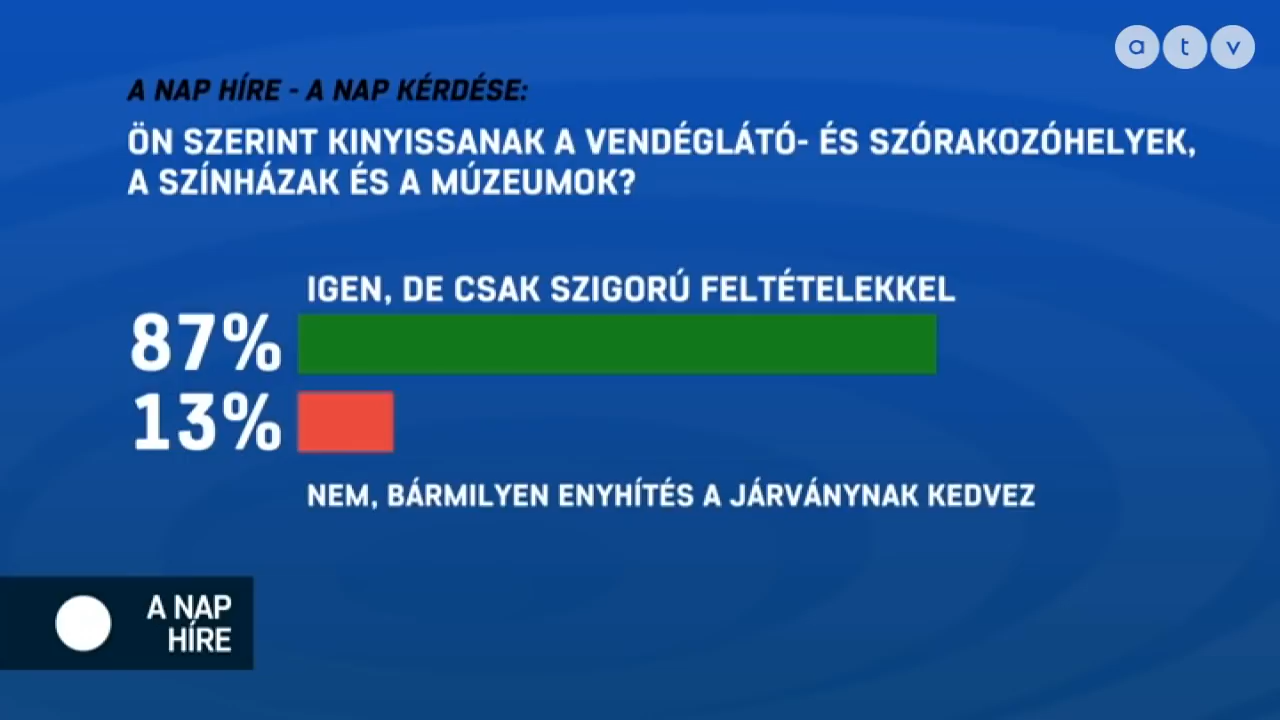 a t v
A NAP HÍRE - A NAP KÉRDÉSE:
ÖN SZERINT KINYISSANAK A VENDÉGLÁTÓ- ÉS SZÓRAKOZÓHELYEK,
A SZÍNHÁZAK ÉS A MÚZEUMOK?
IGEN, DE CSAK SZIGORÚ FELTÉTELEKKEL
87%
13%
NEM, BÁRMILYEN ENYHÍTÉS A JÁRVÁNYNAK KEDVEZ
A NAP
HÍRE